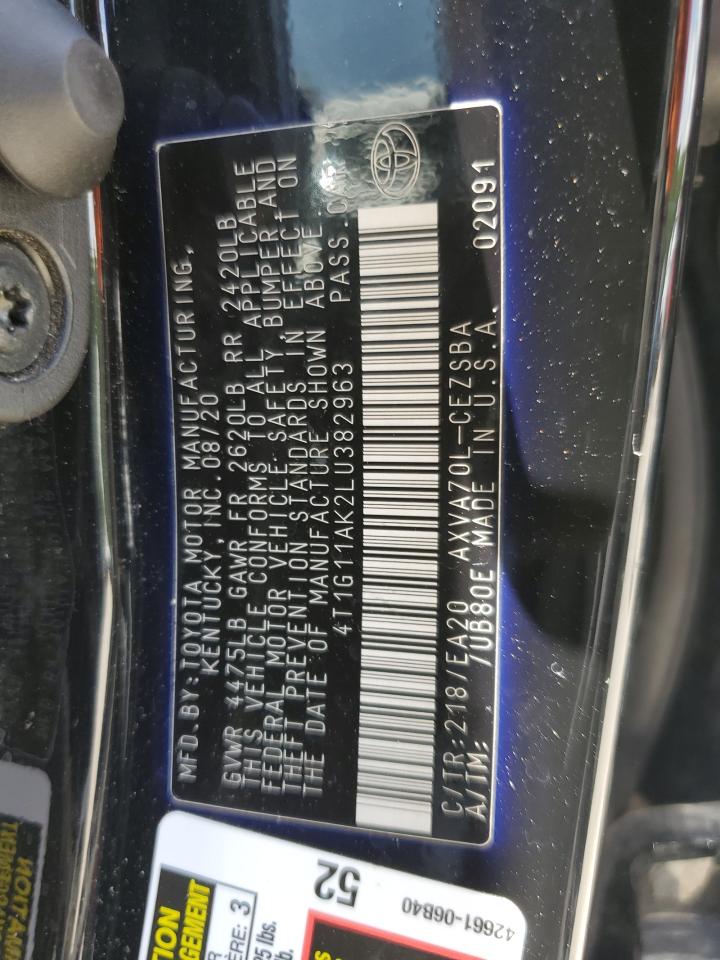 MFD. BY: TOYOTA MOTOR MANUFACTURING,
KENTUCKY, INC. 08/20
GVWR 4475LB GAWR FR 2620LB RR 2420LB
THIS VEHICLE CONFORMS TO ALL APPLICABLE
FEDERAL MOTOR VEHICLE SAFETY, BUMPER AND
THEFT PREVENTION STANDARDS IN EFFECT ON
THE DATE OF MANUFACTURE SHOWN ABOVE.
4T1G11AK2LU382963 PASS. CAR
C/TR: 218/EA20 AXVA70L-CEZSBA
A/TM: /UB80E MADE IN U.S.A. 02091
52
42661-06B40